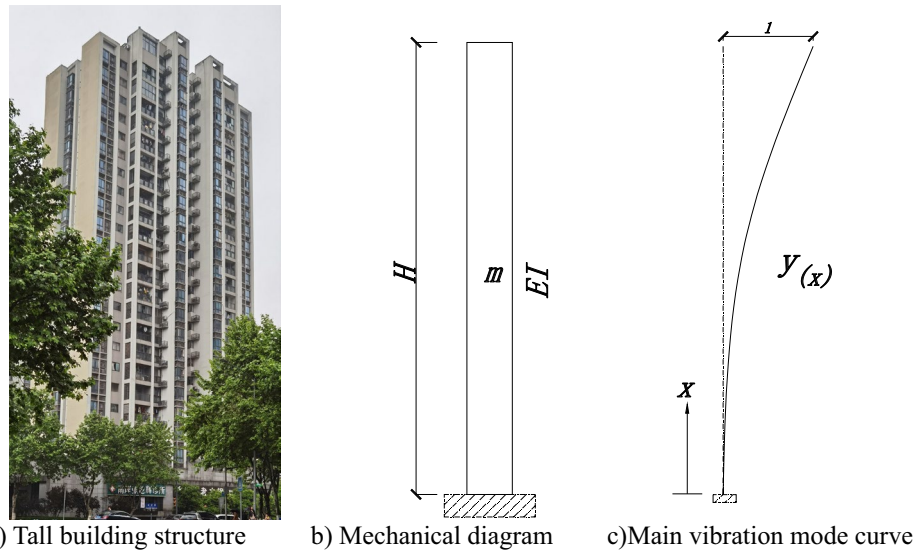 1
H
m
EI
y(x)
x
) Tall building structure
b) Mechanical diagram
c)Main vibration mode curve